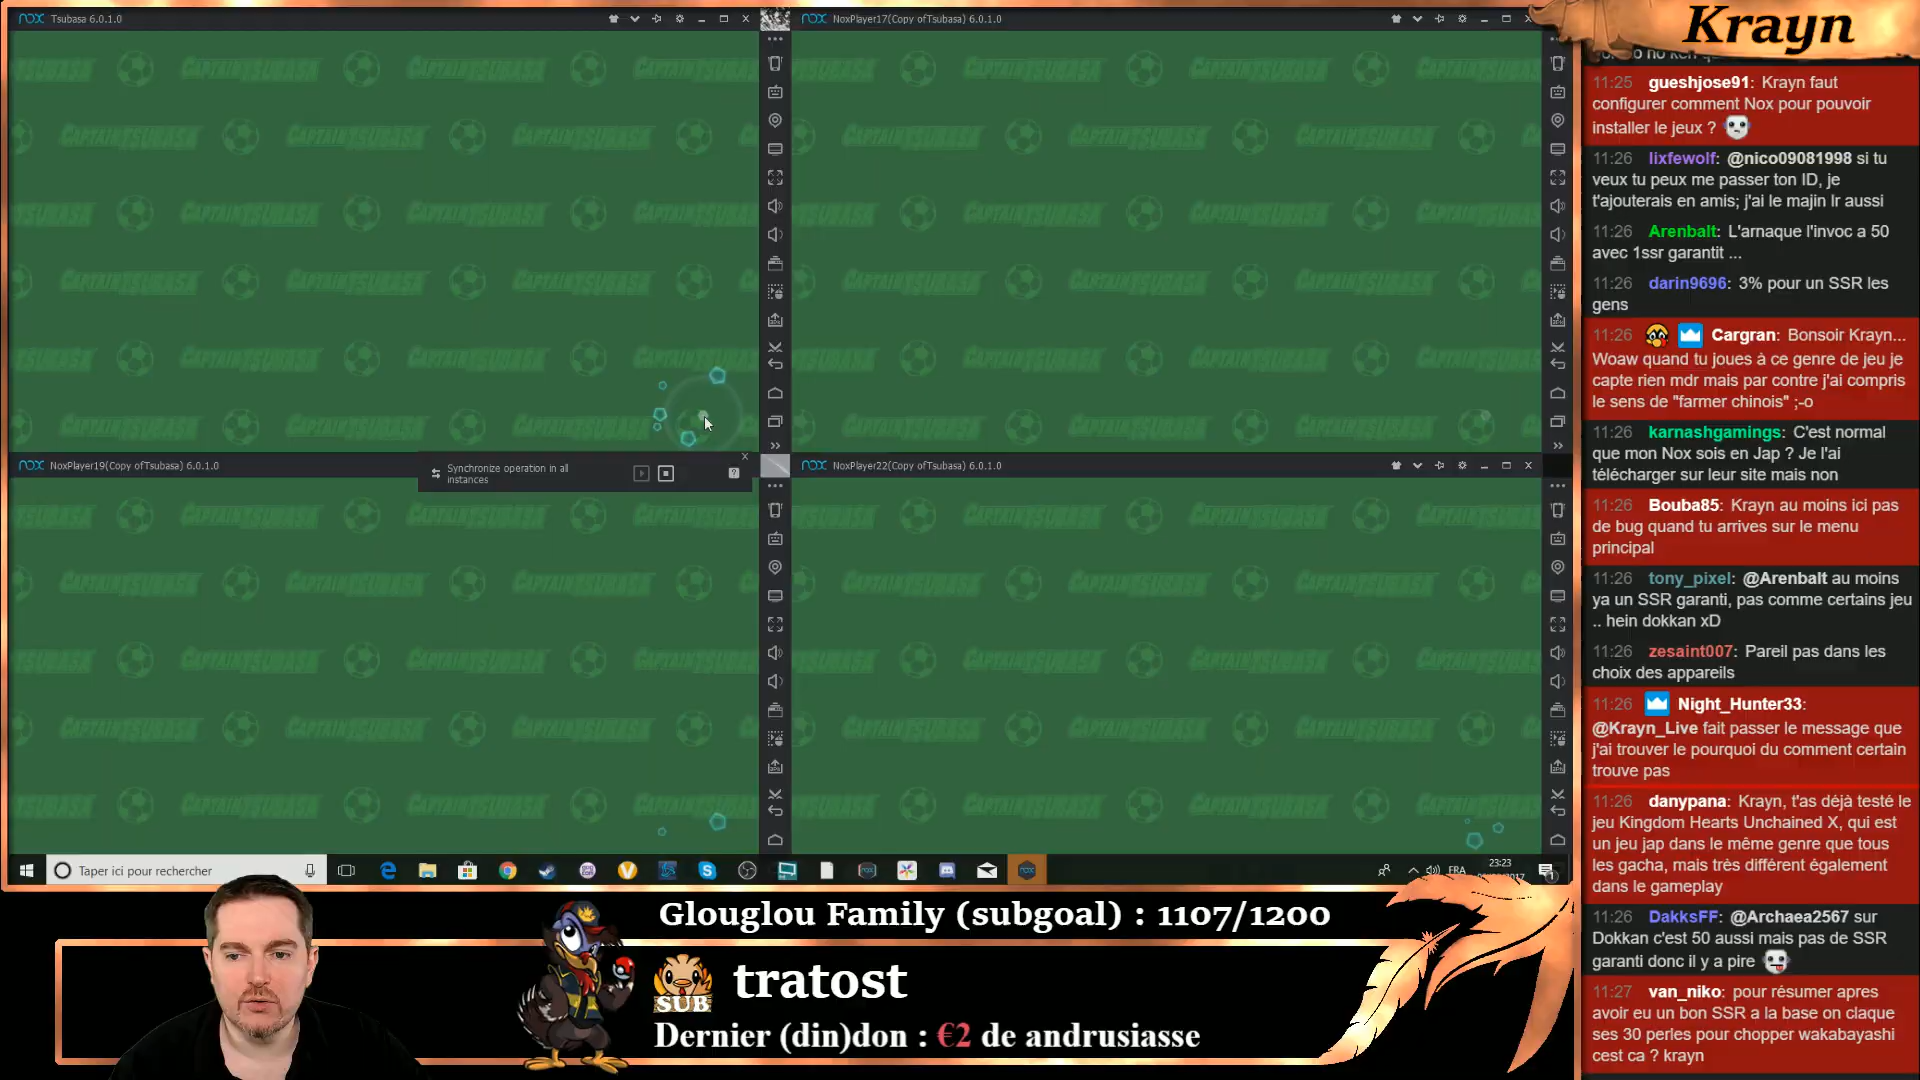 nox Tsubasa 6.0.1.0
nox NoxPlayer17(Copy ofTsubasa) 6.0.1.0
CAPTAIN TSUBASA
nox NoxPlayer19(Copy ofTsubasa) 6.0.1.0
Synchronize operation in all
instances
nox NoxPlayer22(Copy ofTsubasa) 6.0.1.0
Taper ici pour rechercher
FRA
23:23
Krayn
11:25 gueshjose91: Krayn faut
configurer comment Nox pour pouvoir
installer le jeux ?
11:26 lixfewolf: @nico09081998 si tu
veux tu peux me passer ton ID, je
t'ajouterais en amis; j'ai le majin lr aussi
11:26 Arenbalt: L'arnaque l'invoc a 50
avec 1ssr garantit ...
11:26 darin9696: 3% pour un SSR les
gens
11:26 Cargran: Bonsoir Krayn...
Woaw quand tu joues à ce genre de jeu je
capte rien mdr mais par contre j'ai compris
le sens de "farmer chinois" ;-o
11:26 karnashgamings: C'est normal
que mon Nox sois en Jap ? Je l'ai
télécharger sur leur site mais non
11:26 Bouba85: Krayn au moins ici pas
de bug quand tu arrives sur le menu
principal
11:26 tony_pixel: @Arenbalt au moins
ya un SSR garanti, pas comme certains jeu
.. hein dokkan xD
11:26 zesaint007: Pareil pas dans les
choix des appareils
11:26 Night_Hunter33:
@Krayn_Live fait passer le message que
j'ai trouver le pourquoi du comment certain
trouve pas
11:26 danypana: Krayn, t'as déjà testé le
jeu Kingdom Hearts Unchained X, qui est
un jeu jap dans le même genre que tous
les gacha, mais très différent également
dans le gameplay
11:26 DakksFF: @Archaea2567 sur
Dokkan c'est 50 aussi mais pas de SSR
garanti donc il y a pire
11:27 van_niko: pour résumer apres
avoir eu un bon SSR a la base on claque
ses 30 perles pour chopper wakabayashi
cest ca ? krayn
Glouglou Family (subgoal) : 1107/1200
SUB
tratost
Dernier (din)don : €2 de andrusiasse